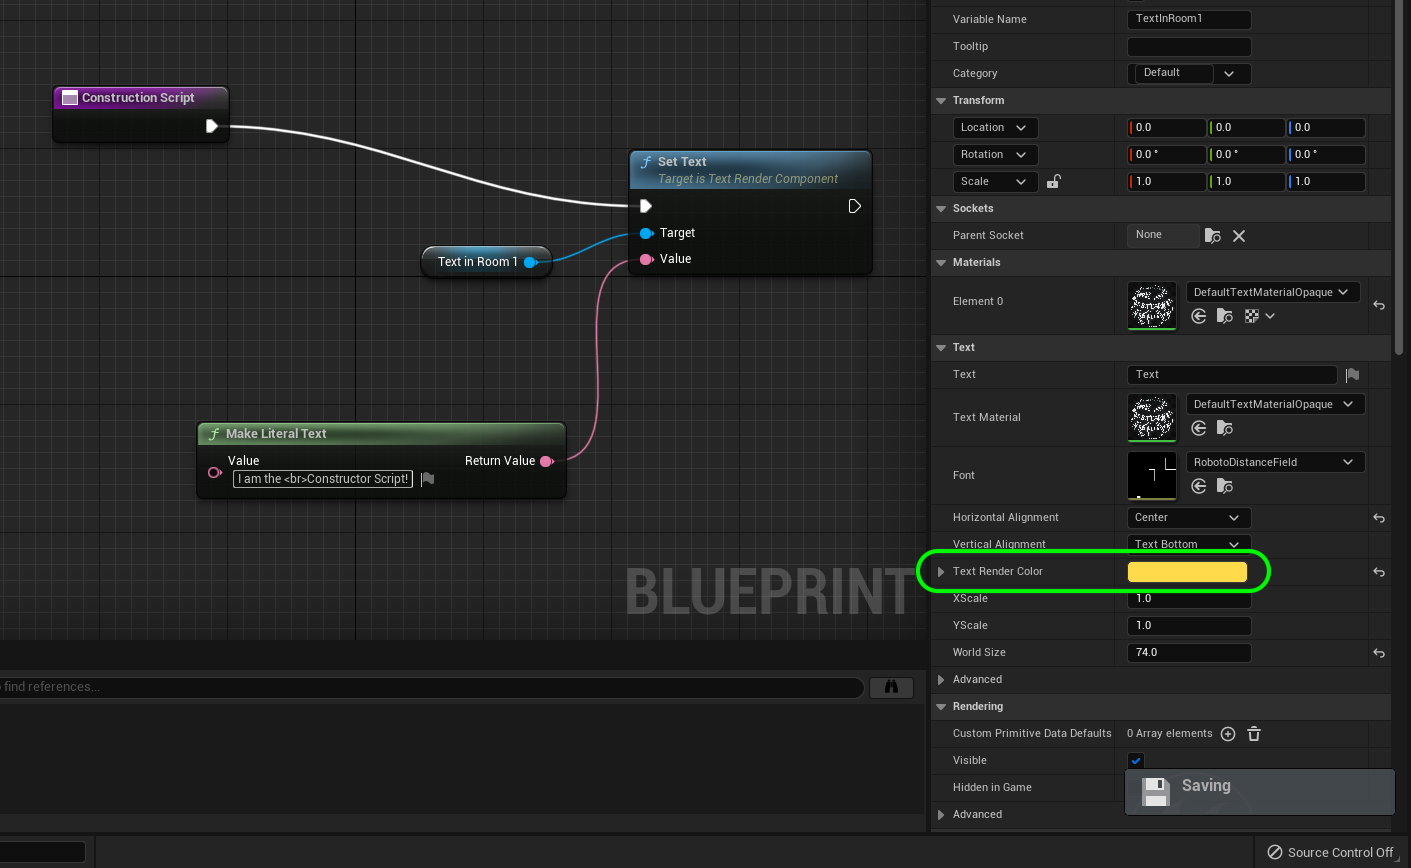 Construction Script
Set Text
Target is Text Render Component
Target
Value
Text in Room 1
Make Literal Text
Value
Return Value
I am the <br>Constructor Script!
BLUEPRINT
find references...
Variable Name TextInRoom1
Tooltip
Category Default
Transform
Location 0.0 0.0 0.0
Rotation 0.0 ° 0.0 ° 0.0 °
Scale 1.0 1.0 1.0
Sockets
Parent Socket None
Materials
Element 0 DefaultTextMaterialOpaque
Text
Text Text
Text Material DefaultTextMaterialOpaque
Font RobotoDistanceField
Horizontal Alignment Center
Vertical Alignment Text Bottom
Text Render Color
XScale 1.0
YScale 1.0
World Size 74.0
Advanced
Rendering
Custom Primitive Data Defaults 0 Array elements
Visible
Hidden in Game
Saving
Advanced
Source Control Off